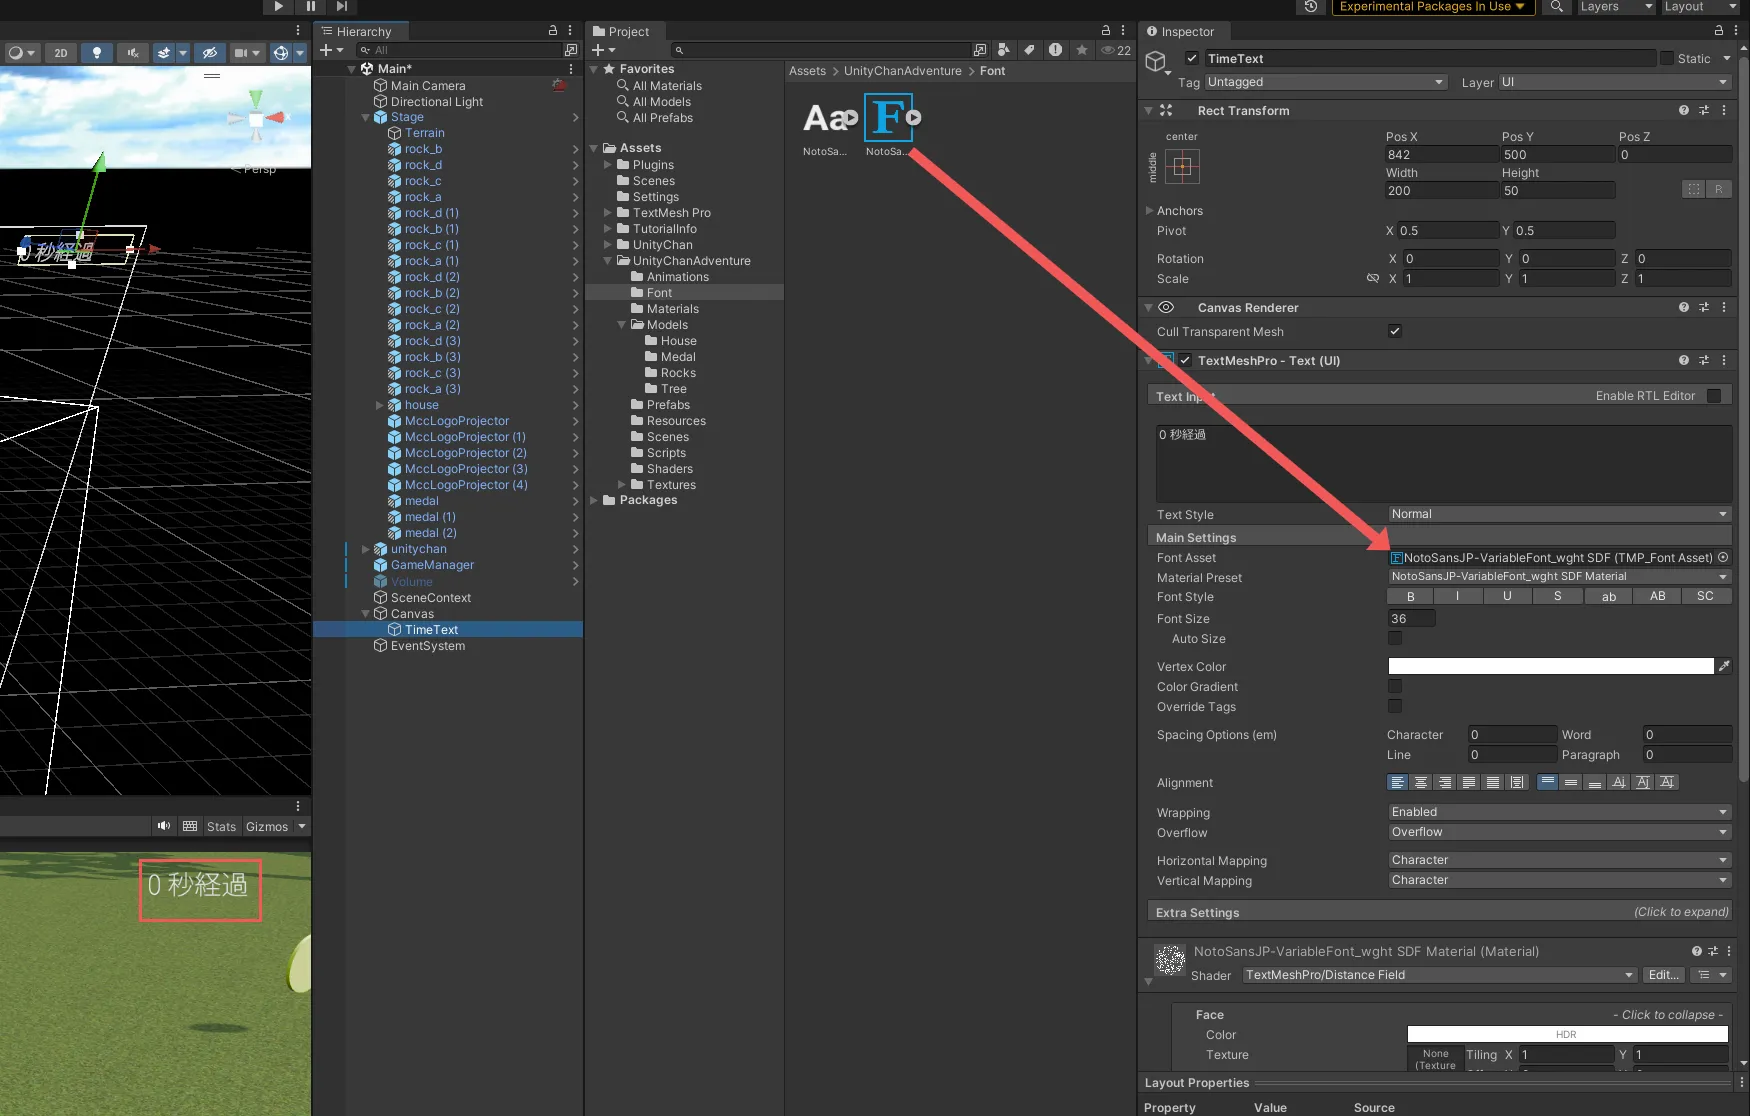 Experimental Packages In Use
Layers
Layout
2D
Persp
0 秒経過
Stats
Gizmos
0 秒経過
Hierarchy
All
Main*
Main Camera
Directional Light
Stage
Terrain
rock_b
rock_d
rock_c
rock_a
rock_d (1)
rock_b (1)
rock_c (1)
rock_a (1)
rock_d (2)
rock_b (2)
rock_c (2)
rock_a (2)
rock_d (3)
rock_b (3)
rock_c (3)
rock_a (3)
house
MccLogoProjector
MccLogoProjector (1)
MccLogoProjector (2)
MccLogoProjector (3)
MccLogoProjector (4)
medal
medal (1)
medal (2)
unitychan
GameManager
Volume
SceneContext
Canvas
TimeText
EventSystem
Project
22
Favorites
All Materials
All Models
All Prefabs
Assets
Plugins
Scenes
Settings
TextMesh Pro
TutorialInfo
UnityChan
UnityChanAdventure
Animations
Font
Materials
Models
House
Medal
Rocks
Tree
Prefabs
Resources
Scenes
Scripts
Shaders
Textures
Packages
Assets > UnityChanAdventure > Font
Aa F
NotoSa... NotoSa...
Inspector
TimeText Static
Tag Untagged Layer UI
Rect Transform
center
middle
Pos X Pos Y Pos Z
842 500 0
Width Height
200 50 R
Anchors
Pivot X 0.5 Y 0.5
Rotation X 0 Y 0 Z 0
Scale X 1 Y 1 Z 1
Canvas Renderer
Cull Transparent Mesh
TextMeshPro - Text (UI)
Text Input Enable RTL Editor
0 秒経過
Text Style Normal
Main Settings
Font Asset NotoSansJP-VariableFont_wght SDF (TMP_Font Asset)
Material Preset NotoSansJP-VariableFont_wght SDF Material
Font Style B I U S ab AB SC
Font Size 36
Auto Size
Vertex Color
Color Gradient
Override Tags
Spacing Options (em) Character 0 Word 0
Line 0 Paragraph 0
Alignment
Wrapping Enabled
Overflow Overflow
Horizontal Mapping Character
Vertical Mapping Character
Extra Settings (Click to expand)
NotoSansJP-VariableFont_wght SDF Material (Material)
Shader TextMeshPro/Distance Field Edit...
Face - Click to collapse -
Color HDR
Texture None (Texture Tiling X 1 Y 1
Layout Properties
Property Value Source